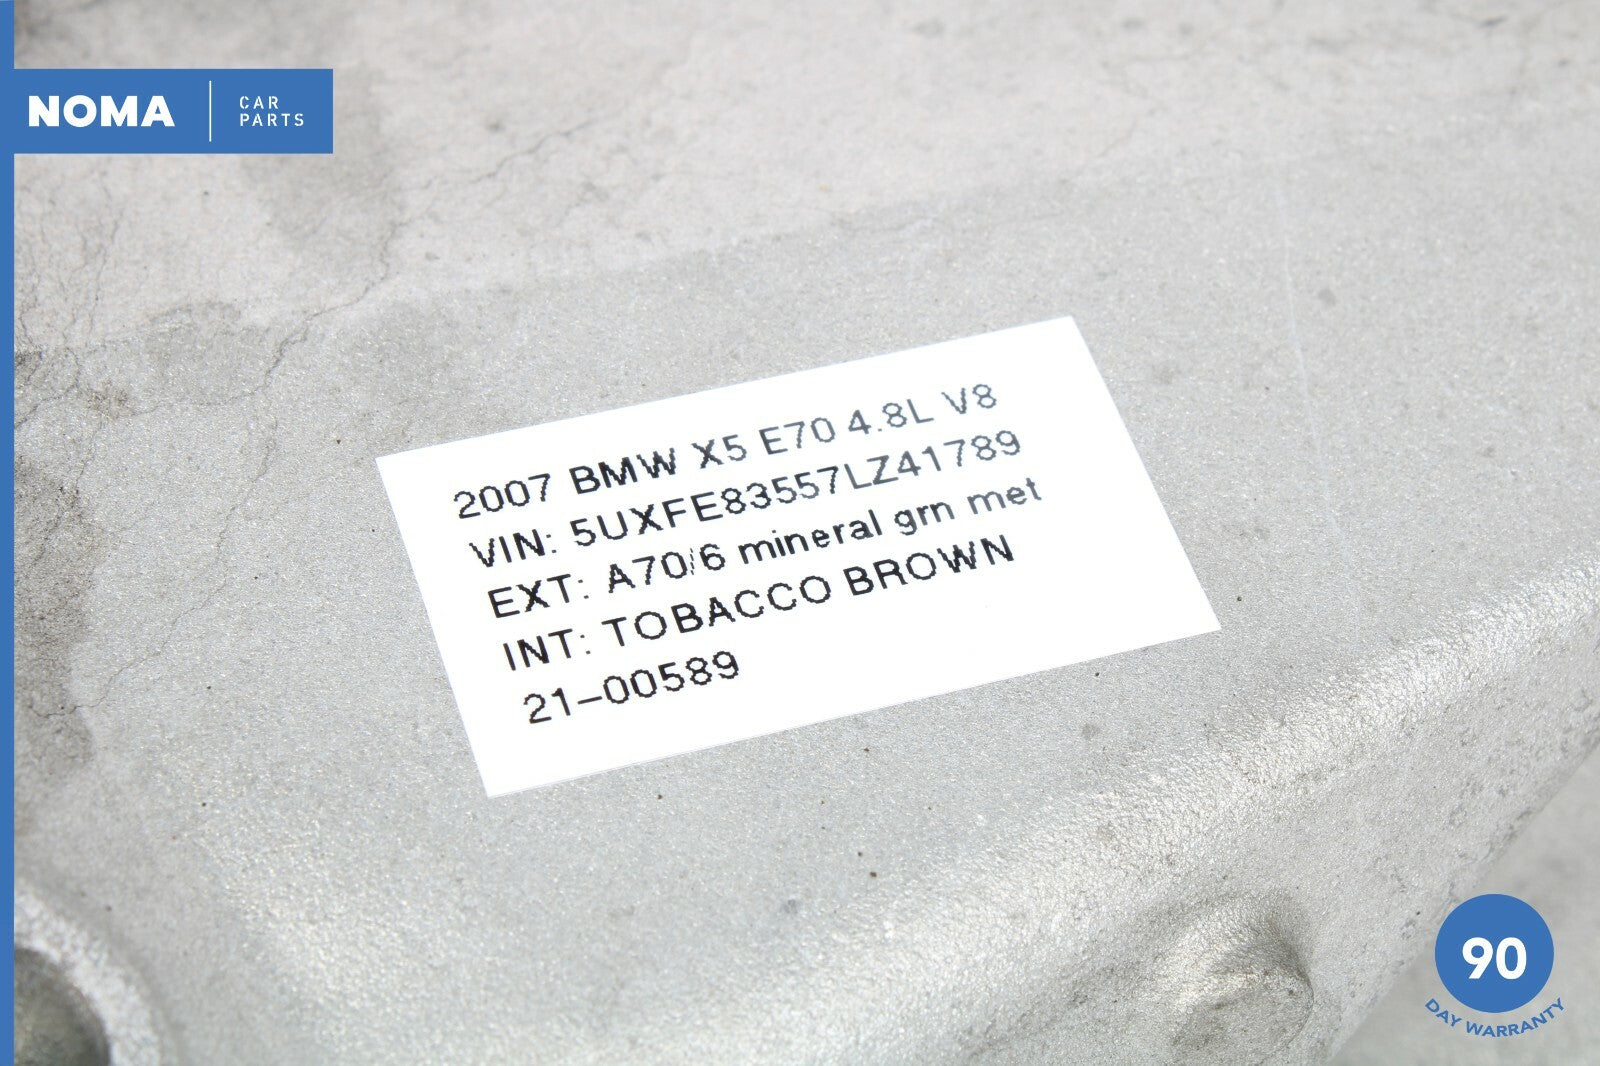 NOMA
CAR
PARTS
2007 BMW X5 E70 4.8L V8
VIN: 5UXFE83557LZ41789
EXT: A70/6 mineral grn met
INT: TOBACCO BROWN
21-00589
90
DAY WARRANTY